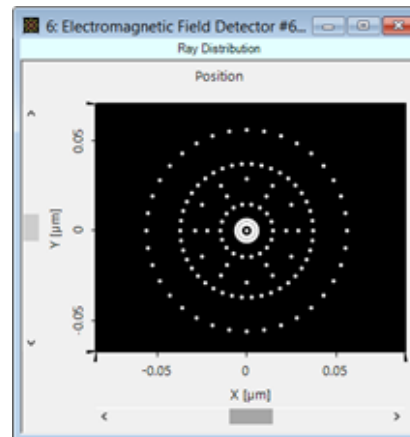 6: Electromagnetic Field Detector #6...
Ray Distribution
Position
Y [µm]
0.05
0
-0.05
-0.05
0
0.05
X [µm]